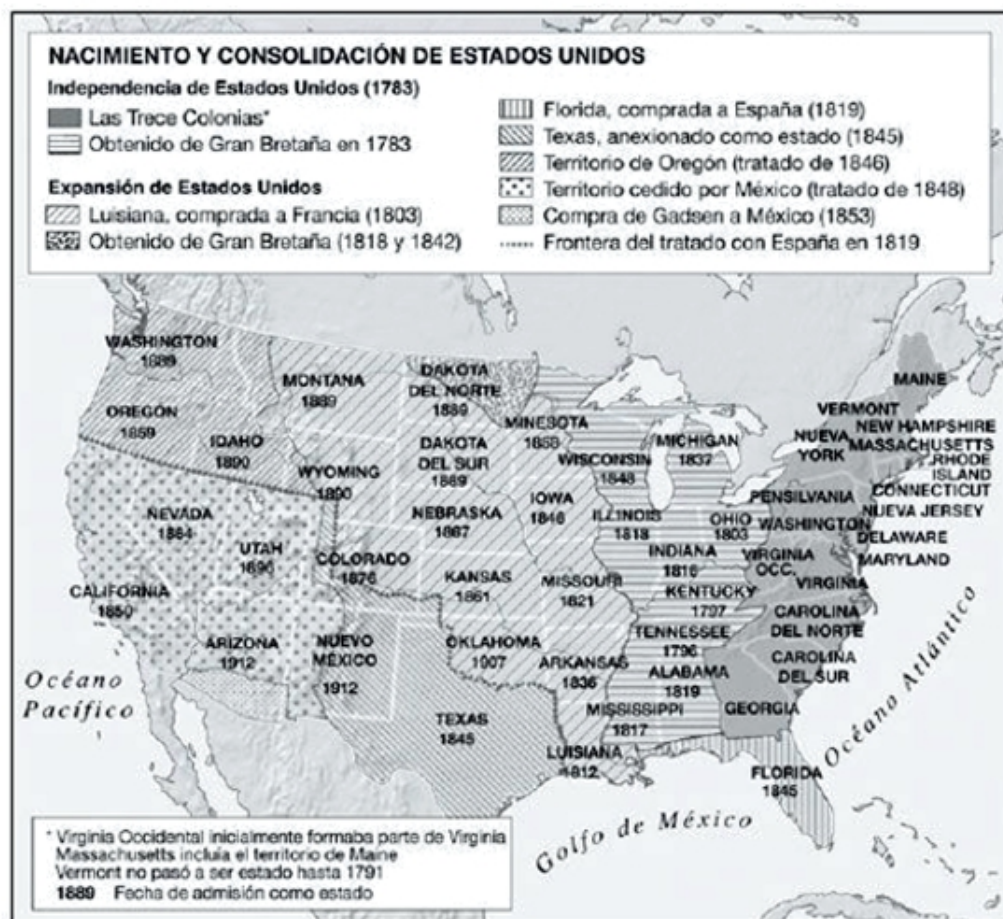 NACIMIENTO Y CONSOLIDACIÓN DE ESTADOS UNIDOS
Independencia de Estados Unidos (1783)
Las Trece Colonias*
Obtenido de Gran Bretaña en 1783
Expansión de Estados Unidos
Luisiana, comprada a Francia (1803)
Obtenido de Gran Bretaña (1818 y 1842)
Florida, comprada a España (1819)
Texas, anexionado como estado (1845)
Territorio de Oregón (tratado de 1846)
Territorio cedido por México (tratado de 1848)
Compra de Gadsen a México (1853)
Frontera del tratado con España en 1819
WASHINGTON
1889
MONTANA
1889
DAKOTA
DEL NORTE
1889
MAINE
OREGÓN
1859
IDAHO
1890
MINESOTA
1858
VERMONT
NEW HAMPSHIRE
NUEVA
YORK
MASSACHUSETTS
RHODE
ISLAND
CONNECTICUT
NUEVA JERSEY
WYOMING
1890
DAKOTA
DEL SUR
1889
WISCONSIN
1848
MICHIGAN
1837
PENSILVANIA
NEVADA
1864
NEBRASKA
1867
IOWA
1846
ILLINOIS
1818
OHIO
1803
WASHINGTON
DELAWARE
MARYLAND
UTAH
1896
COLORADO
1876
INDIANA
1816
VIRGINIA
OCC.
VIRGINIA
CALIFORNIA
1850
KANSAS
1861
MISSOURI
1821
KENTUCKY
1797
CAROLINA
DEL NORTE
ARIZONA
1912
NUEVO
MÉXICO
1912
OKLAHOMA
1907
ARKANSAS
1836
TENNESSEE
1796
CAROLINA
DEL SUR
ALABAMA
1819
GEORGIA
MISSISSIPPI
1817
TEXAS
1845
LUISIANA
1812
FLORIDA
1845
Océano
Pacífico
Océano Atlántico
Golfo de México
* Virginia Occidental inicialmente formaba parte de Virginia
Massachusetts incluía el territorio de Maine
Vermont no pasó a ser estado hasta 1791
1889 Fecha de admisión como estado